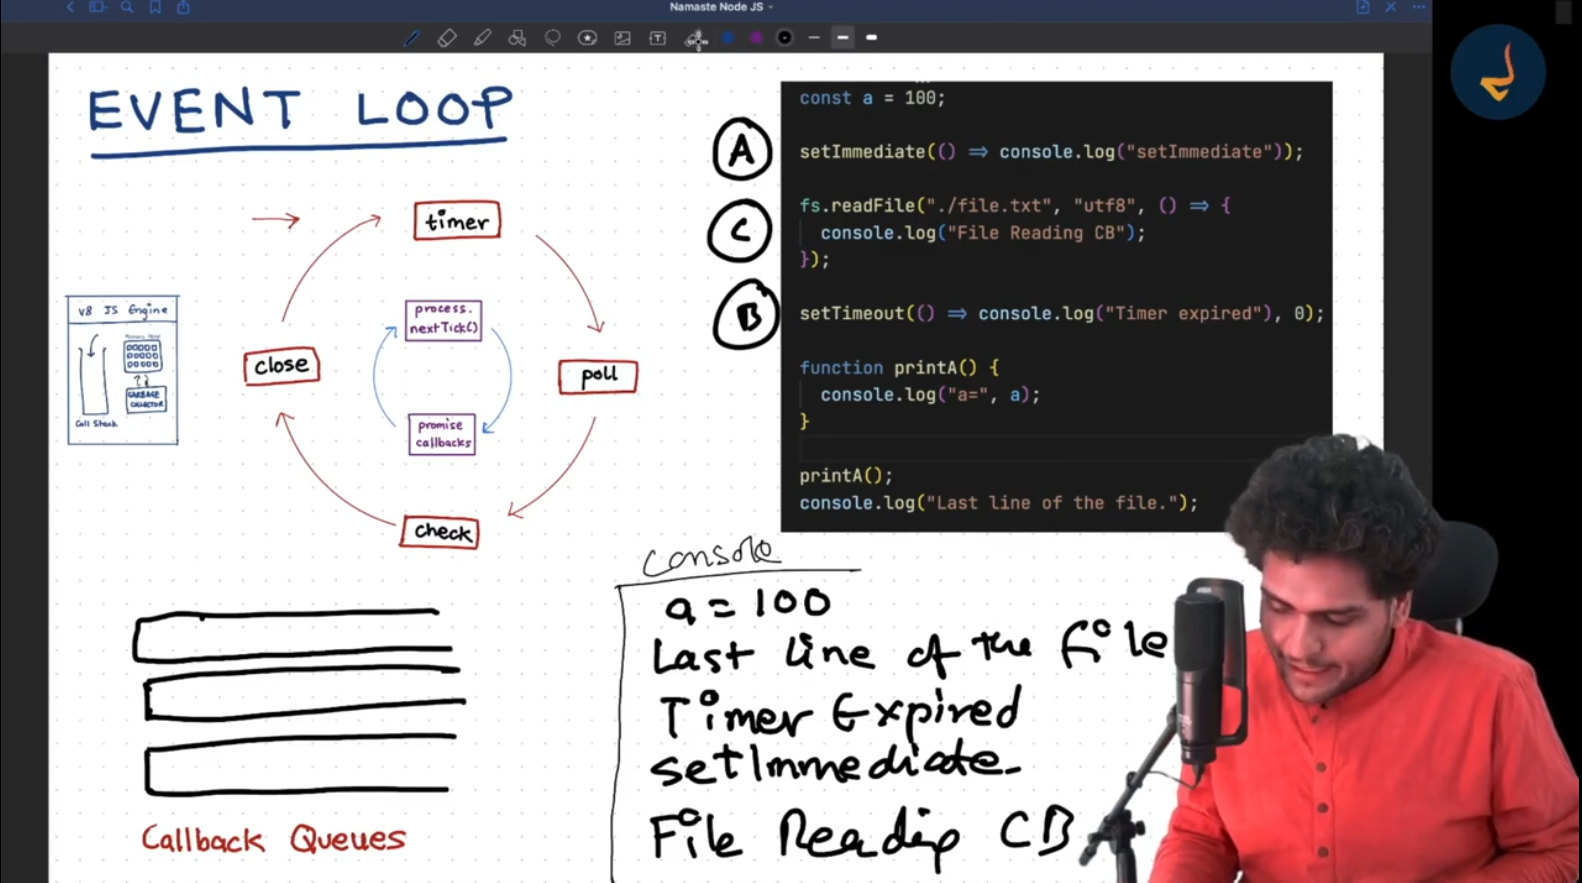 Namaste Node JS
EVENT LOOP
timer
process.
nextTick()
V8 JS Engine
close
poll
GARBAGE
COLLECTOR
promise
callbacks
Call Stack
check
Callback Queues
A
C
B
const a = 100;
setImmediate(() => console.log("setImmediate"));
fs.readFile("./file.txt", "utf8", () => {
console.log("File Reading CB");
});
setTimeout(() => console.log("Timer expired"), 0);
function printA() {
console.log("a=", a);
}
printA();
console.log("Last line of the file.");
Console
a = 100
Last line of the file
Timer Expired
setImmediate
File Reading CB